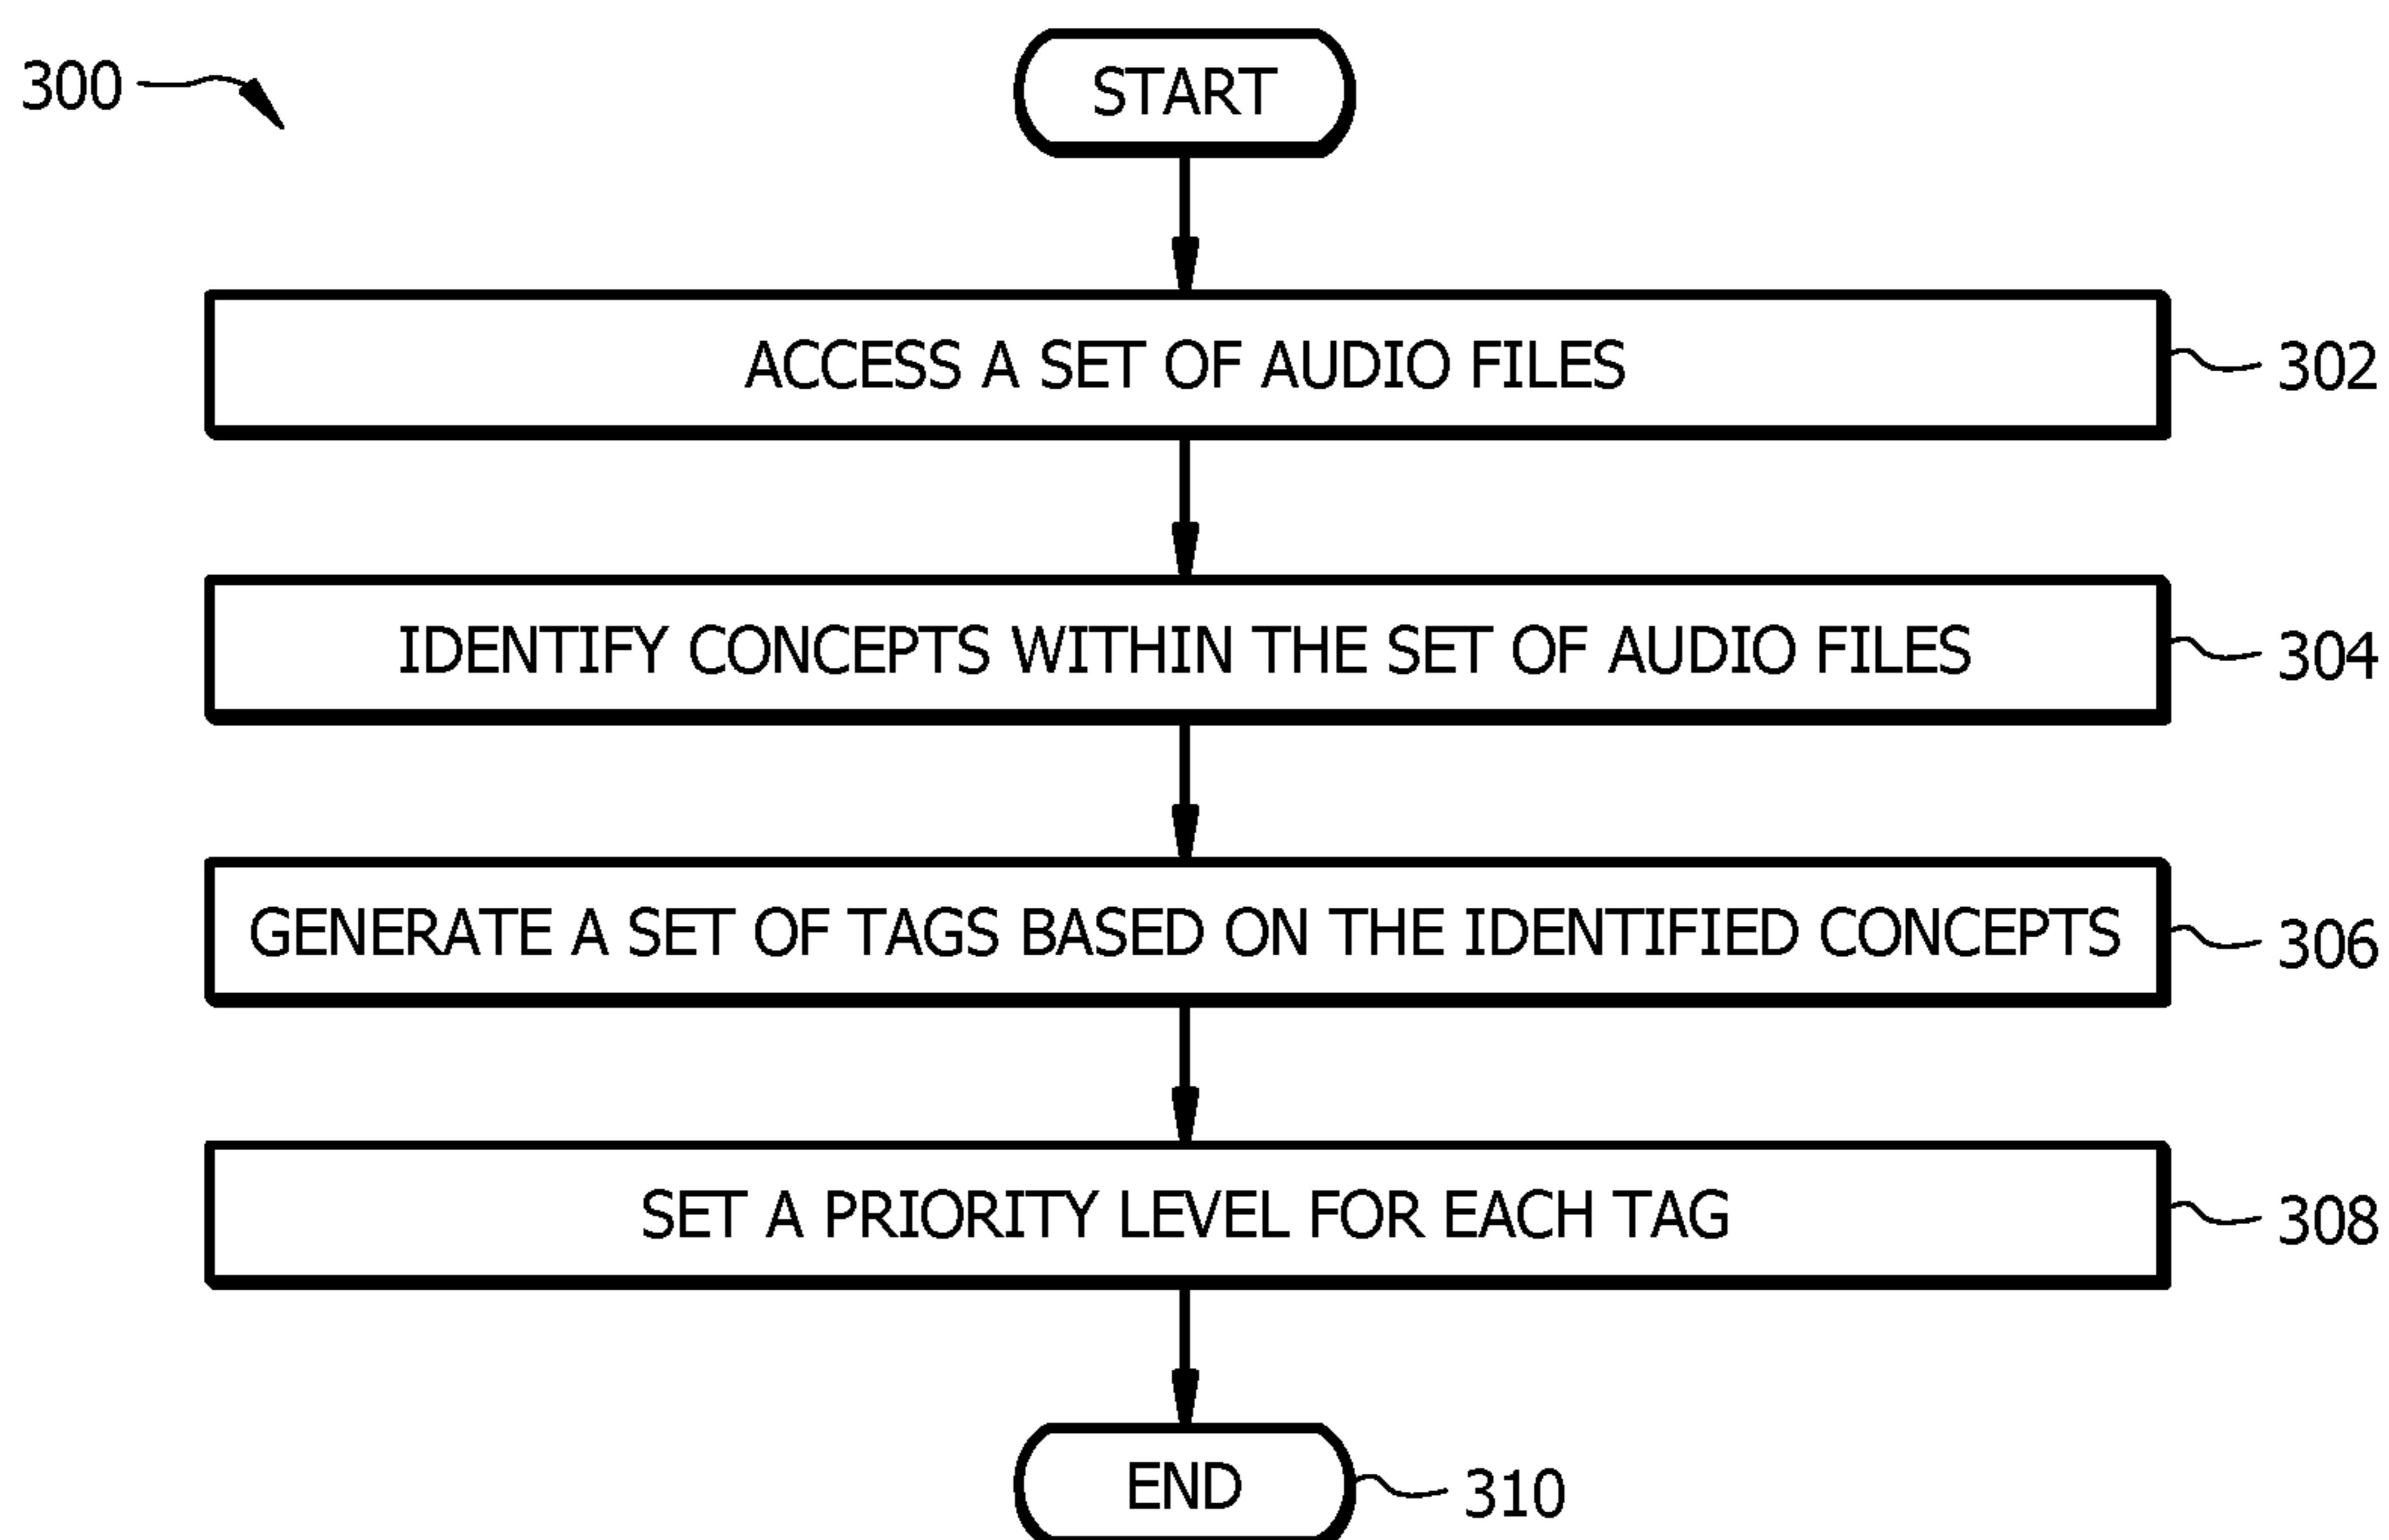 300
START
ACCESS A SET OF AUDIO FILES
302
IDENTIFY CONCEPTS WITHIN THE SET OF AUDIO FILES
304
GENERATE A SET OF TAGS BASED ON THE IDENTIFIED CONCEPTS
306
SET A PRIORITY LEVEL FOR EACH TAG
308
END
310